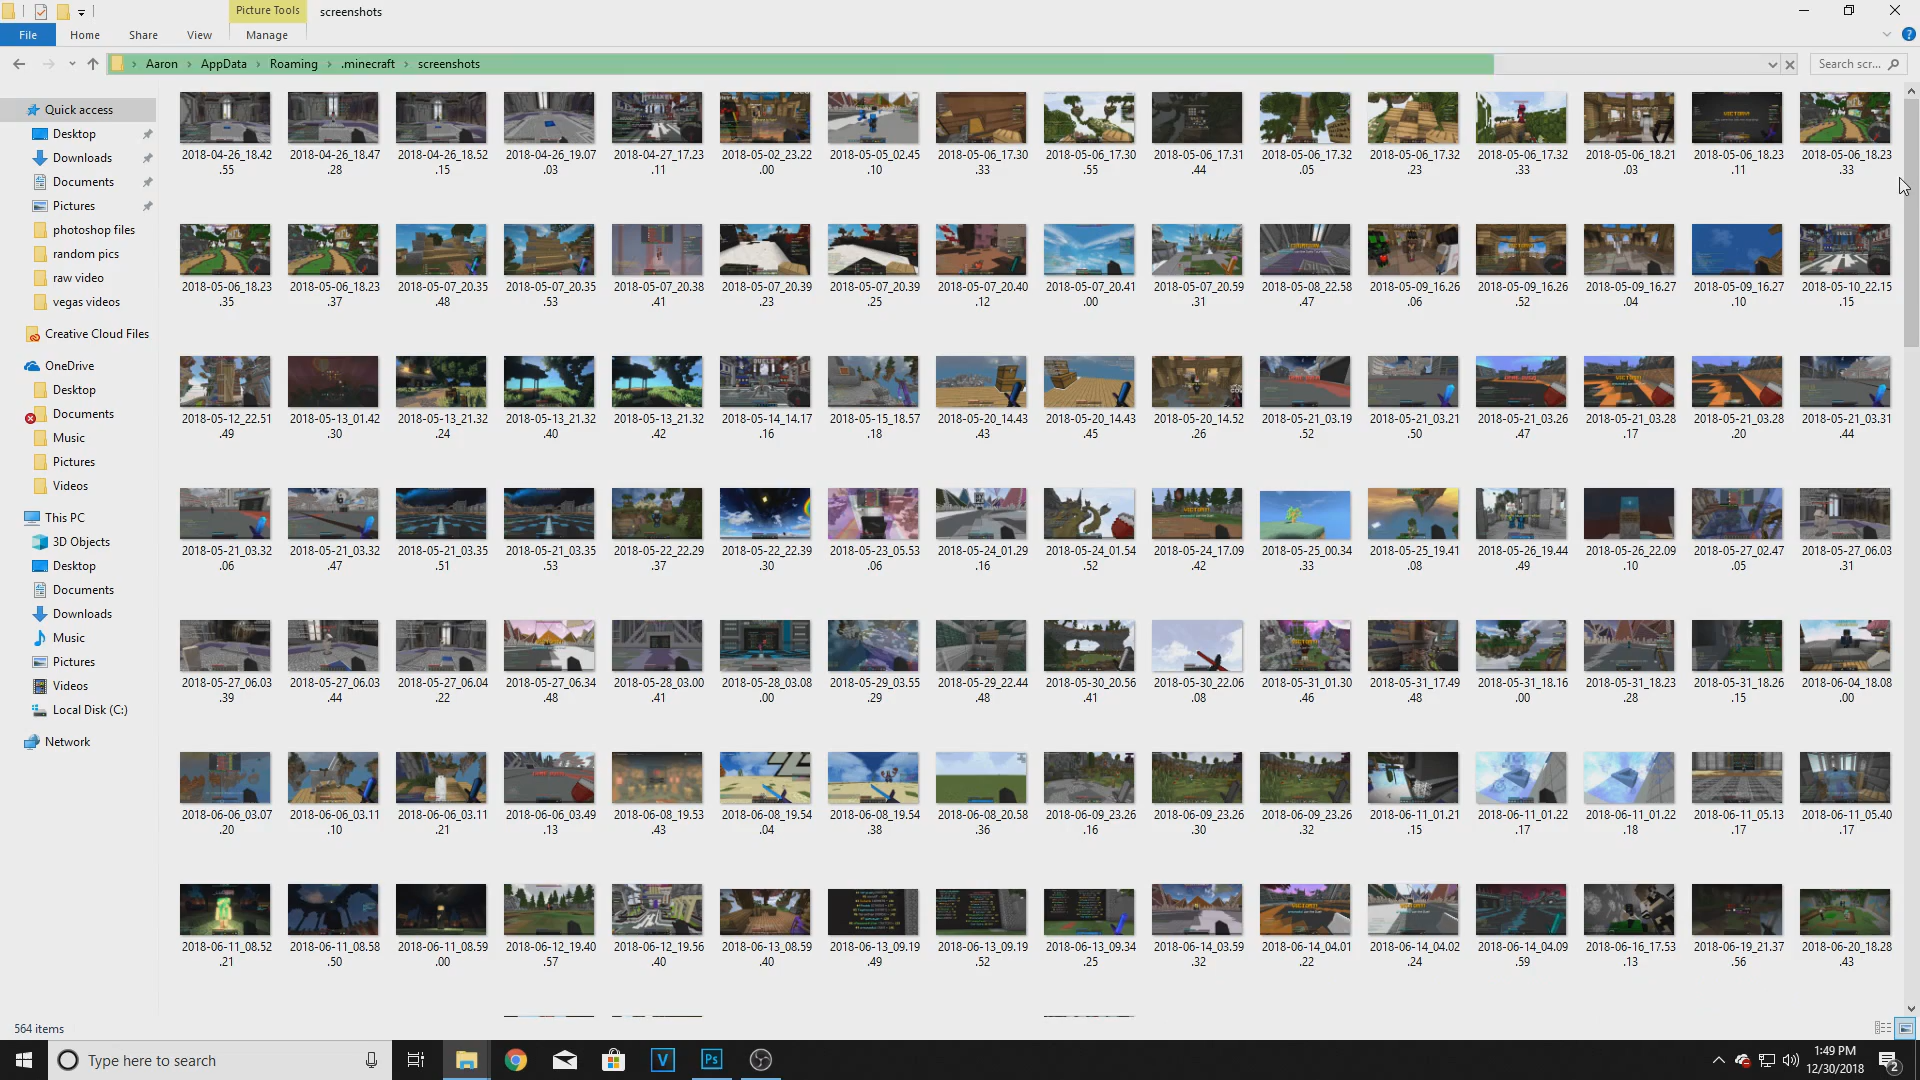 Picture Tools
screenshots
File
Home
Share
View
Manage
Aaron
AppData
Roaming
.minecraft
screenshots
Search scr...
Quick access
Desktop
Downloads
Documents
Pictures
photoshop files
random pics
raw video
vegas videos
Creative Cloud Files
OneDrive
Desktop
Documents
Music
Pictures
Videos
This PC
3D Objects
Desktop
Documents
Downloads
Music
Pictures
Videos
Local Disk (C:)
Network
2018-04-26_18.42 2018-04-26_18.47 2018-04-26_18.52 2018-04-26_19.07 2018-04-27_17.23 2018-05-02_23.22 2018-05-05_02.45 2018-05-06_17.30 2018-05-06_17.30 2018-05-06_17.31 2018-05-06_17.32 2018-05-06_17.32 2018-05-06_17.32 2018-05-06_18.21 2018-05-06_18.23 2018-05-06_18.23
.55 .28 .15 .03 .11 .00 .10 .33 .55 .44 .05 .23 .33 .03 .11 .33
2018-05-06_18.23 2018-05-06_18.23 2018-05-07_20.35 2018-05-07_20.35 2018-05-07_20.38 2018-05-07_20.39 2018-05-07_20.39 2018-05-07_20.40 2018-05-07_20.41 2018-05-07_20.59 2018-05-08_22.58 2018-05-09_16.26 2018-05-09_16.26 2018-05-09_16.27 2018-05-09_16.27 2018-05-10_22.15
.35 .37 .48 .53 .41 .23 .25 .12 .00 .31 .47 .06 .52 .04 .10 .15
2018-05-12_22.51 2018-05-13_01.42 2018-05-13_21.32 2018-05-13_21.32 2018-05-13_21.32 2018-05-14_14.17 2018-05-15_18.57 2018-05-20_14.43 2018-05-20_14.43 2018-05-20_14.52 2018-05-21_03.19 2018-05-21_03.21 2018-05-21_03.26 2018-05-21_03.28 2018-05-21_03.28 2018-05-21_03.31
.49 .30 .24 .40 .42 .16 .18 .43 .45 .26 .52 .50 .47 .17 .20 .44
2018-05-21_03.32 2018-05-21_03.32 2018-05-21_03.35 2018-05-21_03.35 2018-05-22_22.29 2018-05-22_22.39 2018-05-23_05.53 2018-05-24_01.29 2018-05-24_01.54 2018-05-24_17.09 2018-05-25_00.34 2018-05-25_19.41 2018-05-26_19.44 2018-05-26_22.09 2018-05-27_02.47 2018-05-27_06.03
.06 .47 .51 .53 .37 .30 .06 .16 .52 .42 .33 .08 .49 .10 .05 .31
2018-05-27_06.03 2018-05-27_06.03 2018-05-27_06.04 2018-05-27_06.34 2018-05-28_03.00 2018-05-28_03.08 2018-05-29_03.55 2018-05-29_22.44 2018-05-30_20.56 2018-05-30_22.06 2018-05-31_01.30 2018-05-31_17.49 2018-05-31_18.16 2018-05-31_18.23 2018-05-31_18.26 2018-06-04_18.08
.39 .44 .22 .48 .41 .00 .29 .48 .41 .08 .46 .48 .00 .28 .15 .00
2018-06-06_03.07 2018-06-06_03.11 2018-06-06_03.11 2018-06-06_03.49 2018-06-08_19.53 2018-06-08_19.54 2018-06-08_19.54 2018-06-08_20.58 2018-06-09_23.26 2018-06-09_23.26 2018-06-09_23.26 2018-06-11_01.21 2018-06-11_01.22 2018-06-11_01.22 2018-06-11_05.13 2018-06-11_05.40
.20 .10 .21 .13 .43 .04 .38 .36 .16 .30 .32 .15 .17 .18 .17 .17
2018-06-11_08.52 2018-06-11_08.58 2018-06-11_08.59 2018-06-12_19.40 2018-06-12_19.56 2018-06-13_08.59 2018-06-13_09.19 2018-06-13_09.19 2018-06-13_09.34 2018-06-14_03.59 2018-06-14_04.01 2018-06-14_04.02 2018-06-14_04.09 2018-06-16_17.53 2018-06-19_21.37 2018-06-20_18.28
.21 .50 .00 .57 .40 .40 .49 .52 .25 .32 .22 .24 .59 .13 .56 .43
564 items
Type here to search
V
Ps
1:49 PM
12/30/2018
2